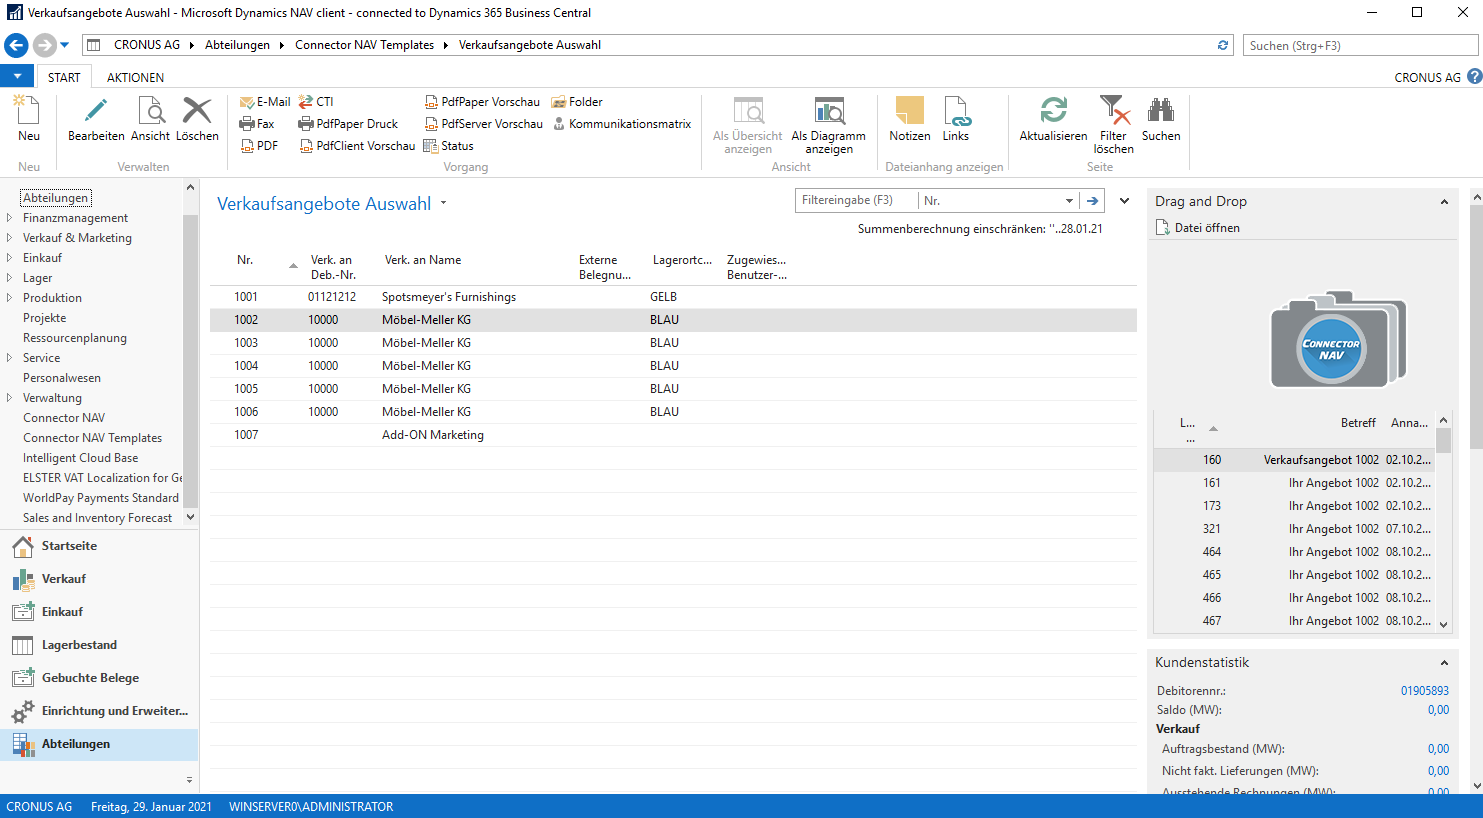 Verkaufsangebote Auswahl - Microsoft Dynamics NAV client - connected to Dynamics 365 Business Central
CRONUS AG Abteilungen Connector NAV Templates Verkaufsangebote Auswahl
Suchen (Strg+F3)
START AKTIONEN
CRONUS AG
Neu
Neu
Bearbeiten Ansicht Löschen
Verwalten
E-Mail CTI PdfPaper Vorschau Folder
Fax PdfPaper Druck PdfServer Vorschau Kommunikationsmatrix
PDF PdfClient Vorschau Status
Vorgang
Als Übersicht anzeigen
Als Diagramm anzeigen
Ansicht
Notizen Links
Dateianhang anzeigen
Aktualisieren Filter löschen Suchen
Seite
Abteilungen
Finanzmanagement
Verkauf & Marketing
Einkauf
Lager
Produktion
Projekte
Ressourcenplanung
Service
Personalwesen
Verwaltung
Connector NAV
Connector NAV Templates
Intelligent Cloud Base
ELSTER VAT Localization for Ge
WorldPay Payments Standard
Sales and Inventory Forecast
Startseite
Verkauf
Einkauf
Lagerbestand
Gebuchte Belege
Einrichtung und Erweiter...
Abteilungen
Verkaufsangebote Auswahl
Filtereingabe (F3) Nr.
Summenberechnung einschränken: ''..28.01.21
Nr. Verk. an Deb.-Nr. Verk. an Name Externe Belegnu... Lagerortc... Zugewies... Benutzer-...
1001 01121212 Spotsmeyer's Furnishings GELB
1002 10000 Möbel-Meller KG BLAU
1003 10000 Möbel-Meller KG BLAU
1004 10000 Möbel-Meller KG BLAU
1005 10000 Möbel-Meller KG BLAU
1006 10000 Möbel-Meller KG BLAU
1007 Add-ON Marketing
Drag and Drop
Datei öffnen
CONNECTOR
NAV
L... ... Betreff Anna...
160 Verkaufsangebot 1002 02.10.2...
161 Ihr Angebot 1002 02.10.2...
173 Ihr Angebot 1002 02.10.2...
321 Ihr Angebot 1002 07.10.2...
464 Ihr Angebot 1002 08.10.2...
465 Ihr Angebot 1002 08.10.2...
466 Ihr Angebot 1002 08.10.2...
467 Ihr Angebot 1002 08.10.2...
Kundenstatistik
Debitorennr.: 01905893
Saldo (MW): 0,00
Verkauf
Auftragsbestand (MW): 0,00
Nicht fakt. Lieferungen (MW): 0,00
Ausstehende Rechnungen (MW): 0,00
CRONUS AG Freitag, 29. Januar 2021 WINSERVER0\ADMINISTRATOR